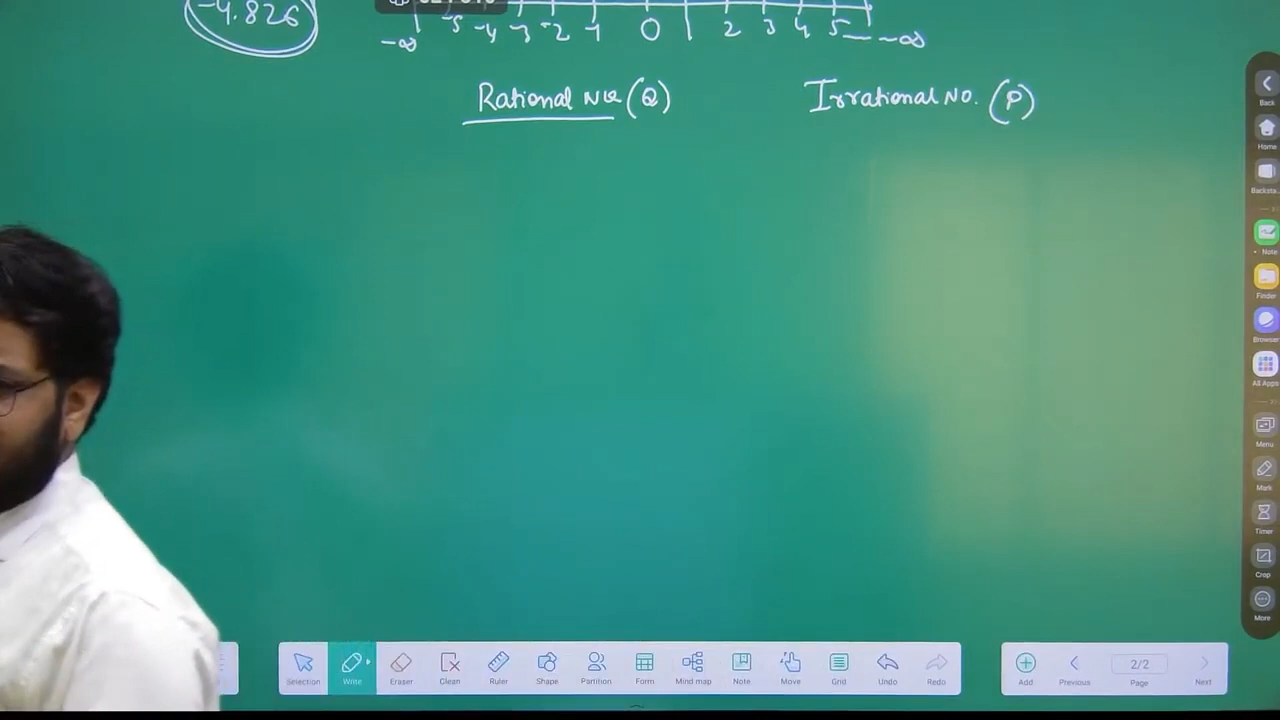 -4.826
-∞ -5 -4 -3 -2 -1 0 1 2 3 4 5 — -∞
Rational No (Q) Irrational No. (P)
Back
Home
Note
Finder
Browser
All Apps
Menu
Mark
Timer
Crop
More
Selection Write Eraser Clean Ruler Shape Partition Form Mind map Note Move Grid Undo Redo
Add Previous 2/2 Page Next